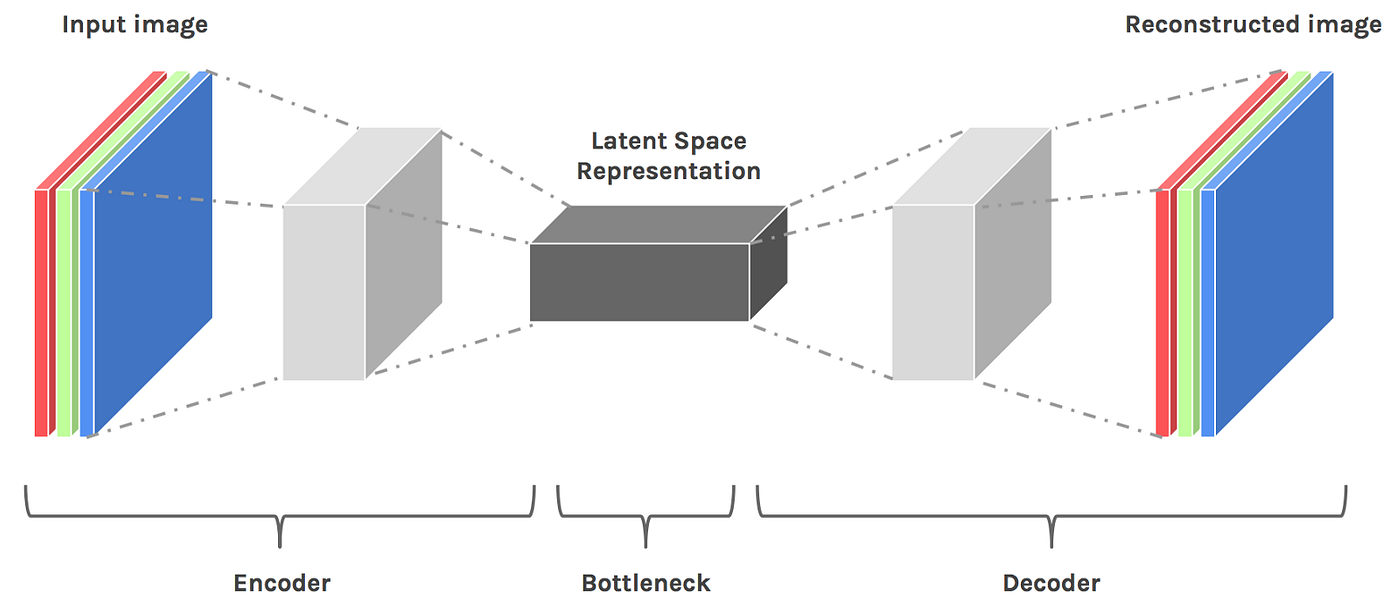 Input image
Reconstructed image
Latent Space
Representation
Encoder
Bottleneck
Decoder